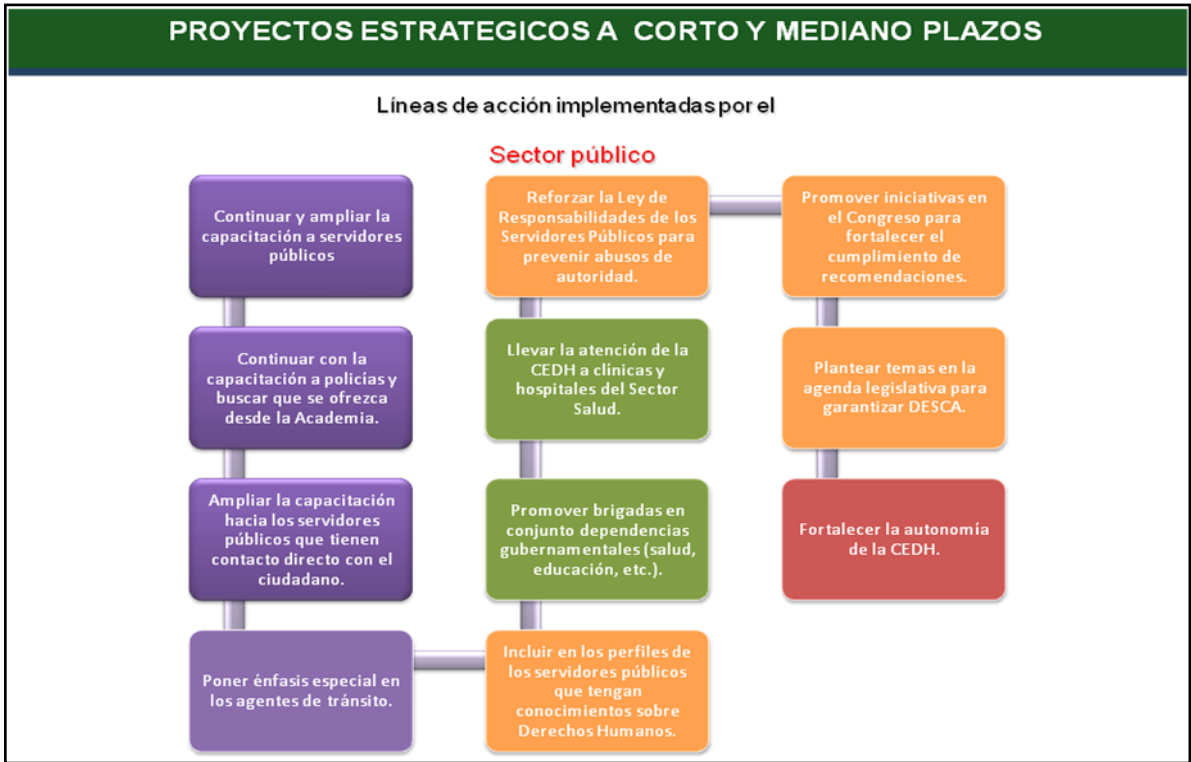 PROYECTOS ESTRATEGICOS A CORTO Y MEDIANO PLAZOS
Líneas de acción implementadas por el
Sector público
Continuar y ampliar la
capacitación a servidores
públicos
Continuar con la
capacitación a policías y
buscar que se ofrezca
desde la Academia.
Ampliar la capacitación
hacia los servidores
públicos que tienen
contacto directo con el
ciudadano.
Poner énfasis especial en
los agentes de tránsito.
Incluir en los perfiles de
los servidores públicos
que tengan
conocimientos sobre
Derechos Humanos.
Promover brigadas en
conjunto dependencias
gubernamentales (salud,
educación, etc.).
Llevar la atención de la
CEDH a clínicas y
hospitales del Sector
Salud.
Reforzar la Ley de
Responsabilidades de los
Servidores Públicos para
prevenir abusos de
autoridad.
Promover iniciativas en
el Congreso para
fortalecer el
cumplimiento de
recomendaciones.
Plantear temas en la
agenda legislativa para
garantizar DESCA.
Fortalecer la autonomía
de la CEDH.